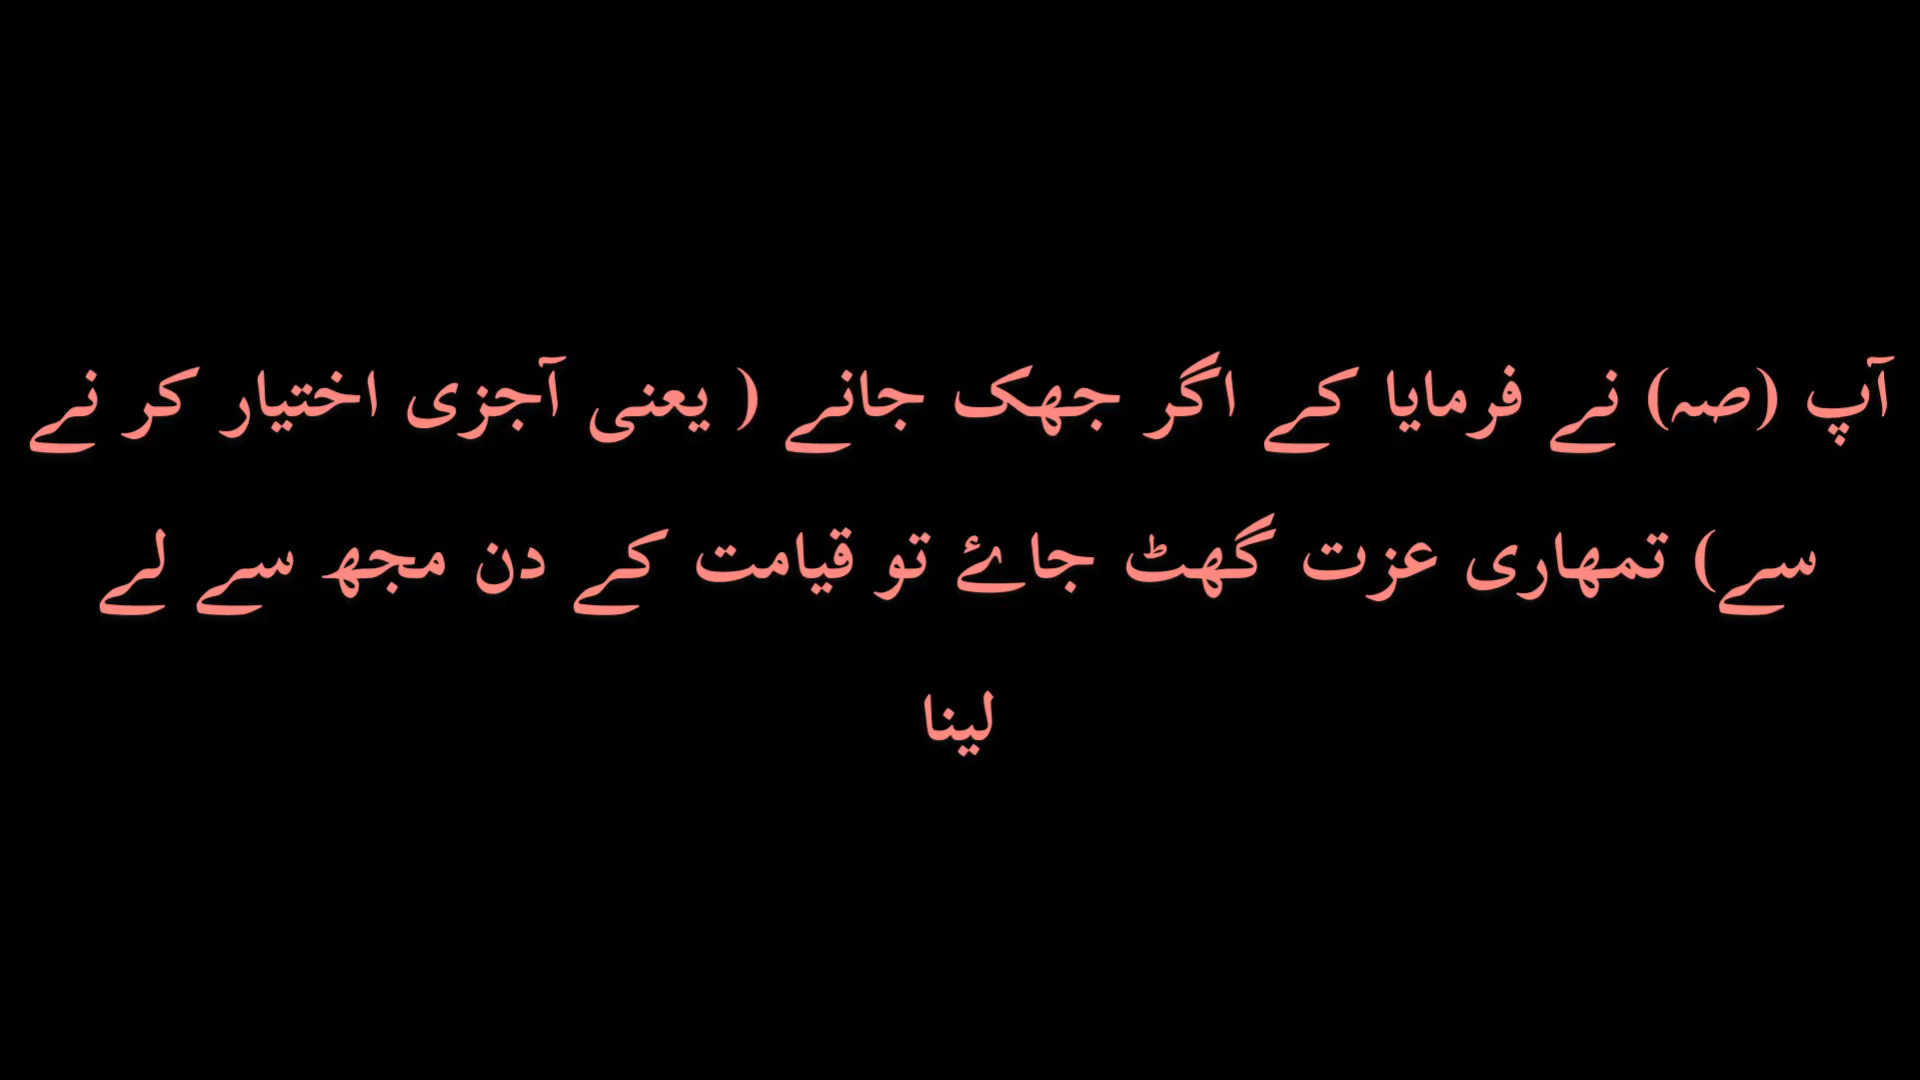 آپ (صہ) نے فرمایا کے اگر جھک جانے ( یعنی آجزی اختیار کر نے
سے) تمھاری عزت گھٹ جاۓ تو قیامت کے دن مجھ سے لے
لینا